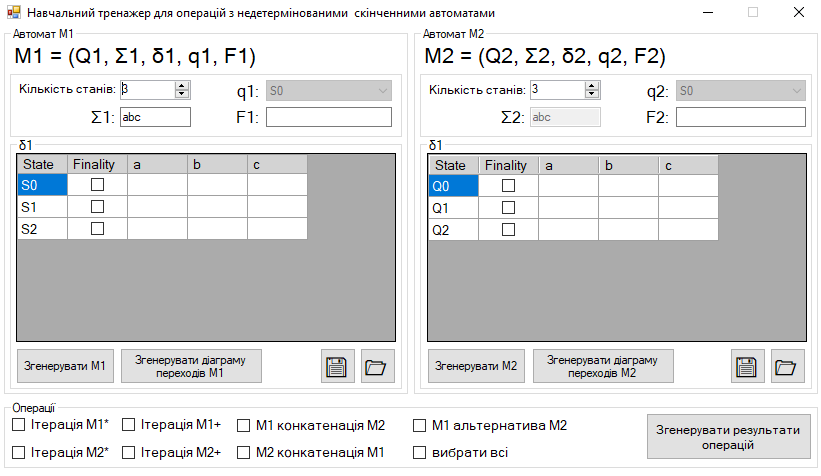 Навчальний тренажер для операцій з недетермінованими скінченними автоматами
Автомат М1
M1 = (Q1, Σ1, δ1, q1, F1)
Кількість станів: 3
q1: S0
Σ1: abc
F1:
δ1
State Finality a b c
S0
S1
S2
Згенерувати М1
Згенерувати діаграму
переходів М1
Автомат М2
M2 = (Q2, Σ2, δ2, q2, F2)
Кількість станів: 3
q2: S0
Σ2: abc
F2:
δ1
State Finality a b c
Q0
Q1
Q2
Згенерувати М2
Згенерувати діаграму
переходів М2
Операції
Ітерація М1* Ітерація М1+ М1 конкатенація М2 М1 альтернатива М2
Ітерація М2* Ітерація М2+ М2 конкатенація М1 вибрати всі
Згенерувати результати
операцій